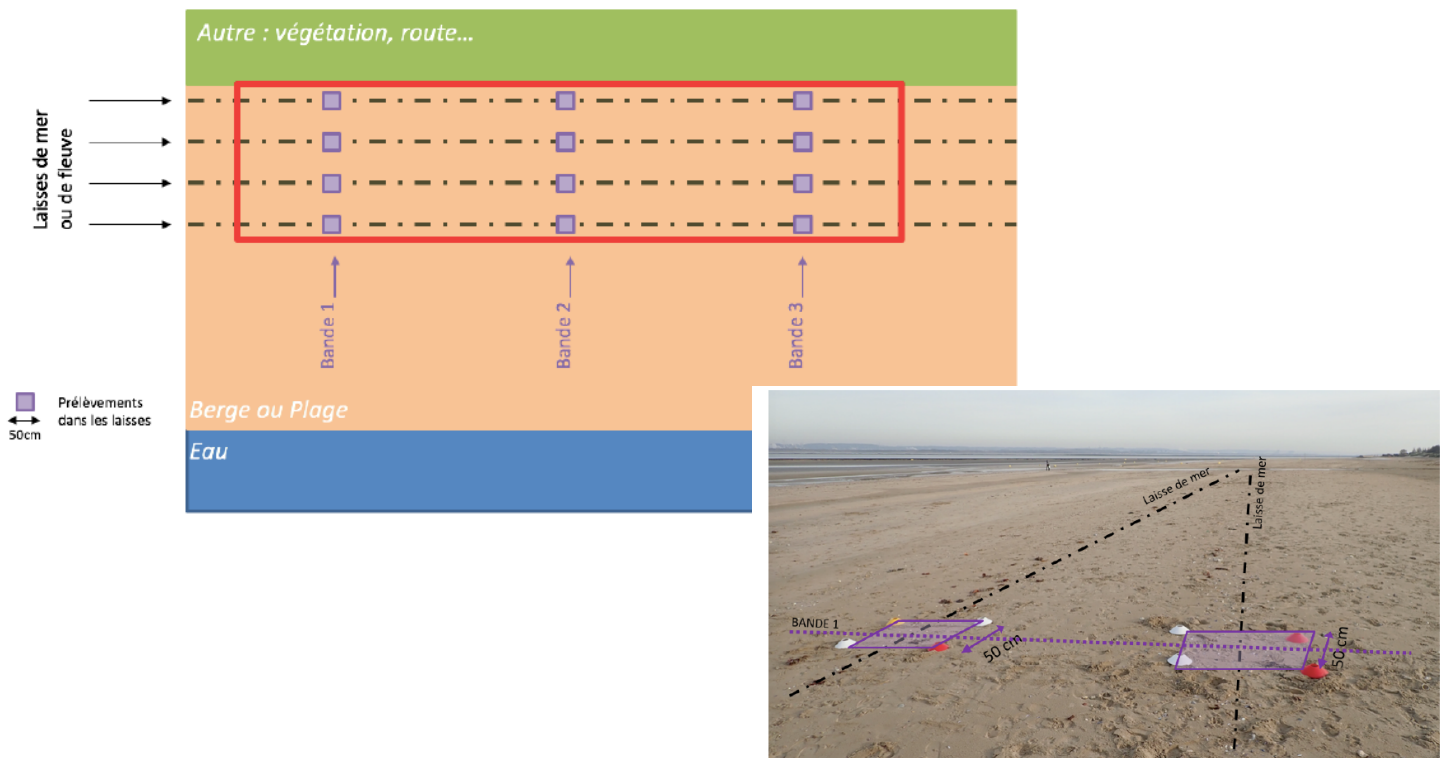 Autre : végétation, route...
Laisses de mer
ou de fleuve
Bande 1
Bande 2
Bande 3
Prélèvements
dans les laisses
50cm
Berge ou Plage
Eau
Laisse de mer
Laisse de mer
BANDE 1
50 cm
50 cm